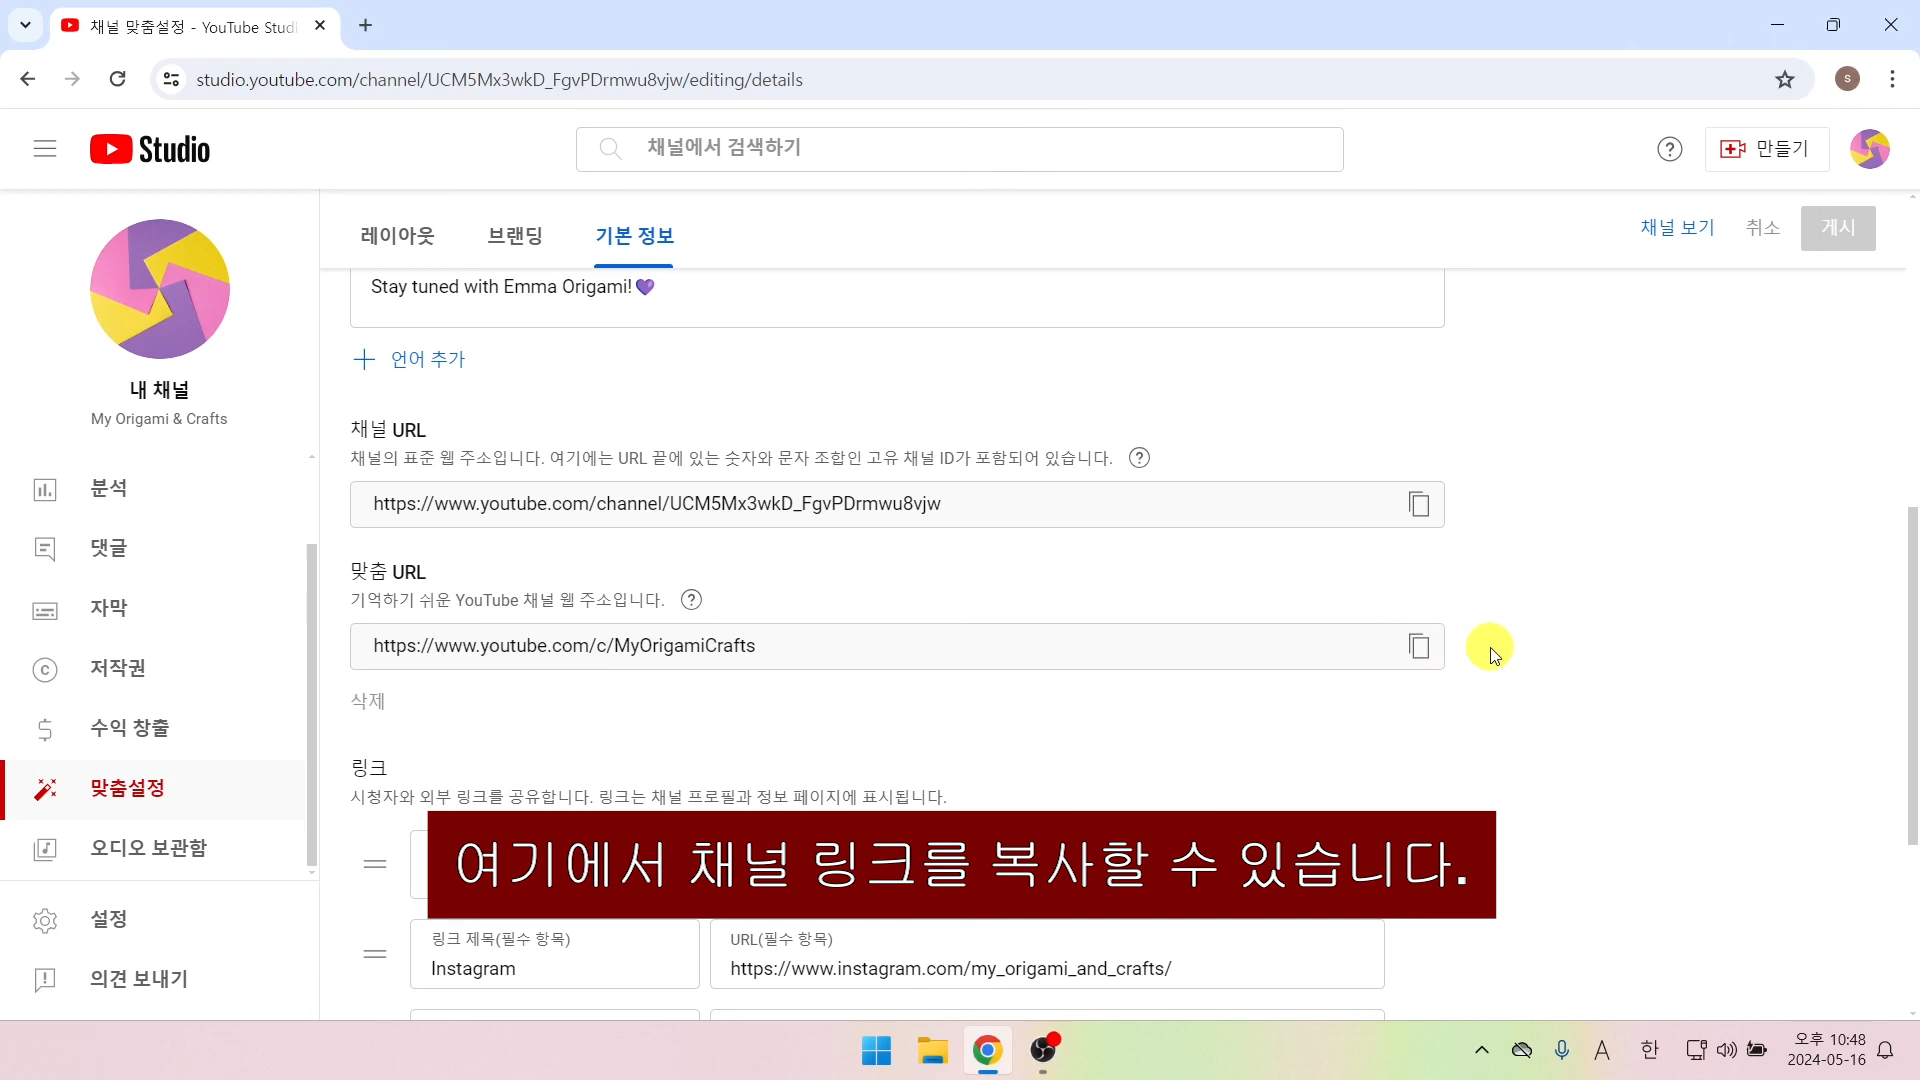 채널 맞춤설정 - YouTube Studi
studio.youtube.com/channel/UCM5Mx3wkD_FgvPDrmwu8vjw/editing/details
S
Studio
채널에서 검색하기
만들기
레이아웃
브랜딩
기본 정보
채널 보기
취소
게시
내 채널
My Origami & Crafts
분석
댓글
자막
저작권
수익 창출
맞춤설정
오디오 보관함
설정
의견 보내기
Stay tuned with Emma Origami!💜
언어 추가
채널 URL
채널의 표준 웹 주소입니다. 여기에는 URL 끝에 있는 숫자와 문자 조합인 고유 채널 ID가 포함되어 있습니다.
https://www.youtube.com/channel/UCM5Mx3wkD_FgvPDrmwu8vjw
맞춤 URL
기억하기 쉬운 YouTube 채널 웹 주소입니다.
https://www.youtube.com/c/MyOrigamiCrafts
삭제
링크
시청자와 외부 링크를 공유합니다. 링크는 채널 프로필과 정보 페이지에 표시됩니다.
여기에서 채널 링크를 복사할 수 있습니다.
링크 제목(필수 항목)
Instagram
URL(필수 항목)
https://www.instagram.com/my_origami_and_crafts/
A
한
오후 10:48
2024-05-16